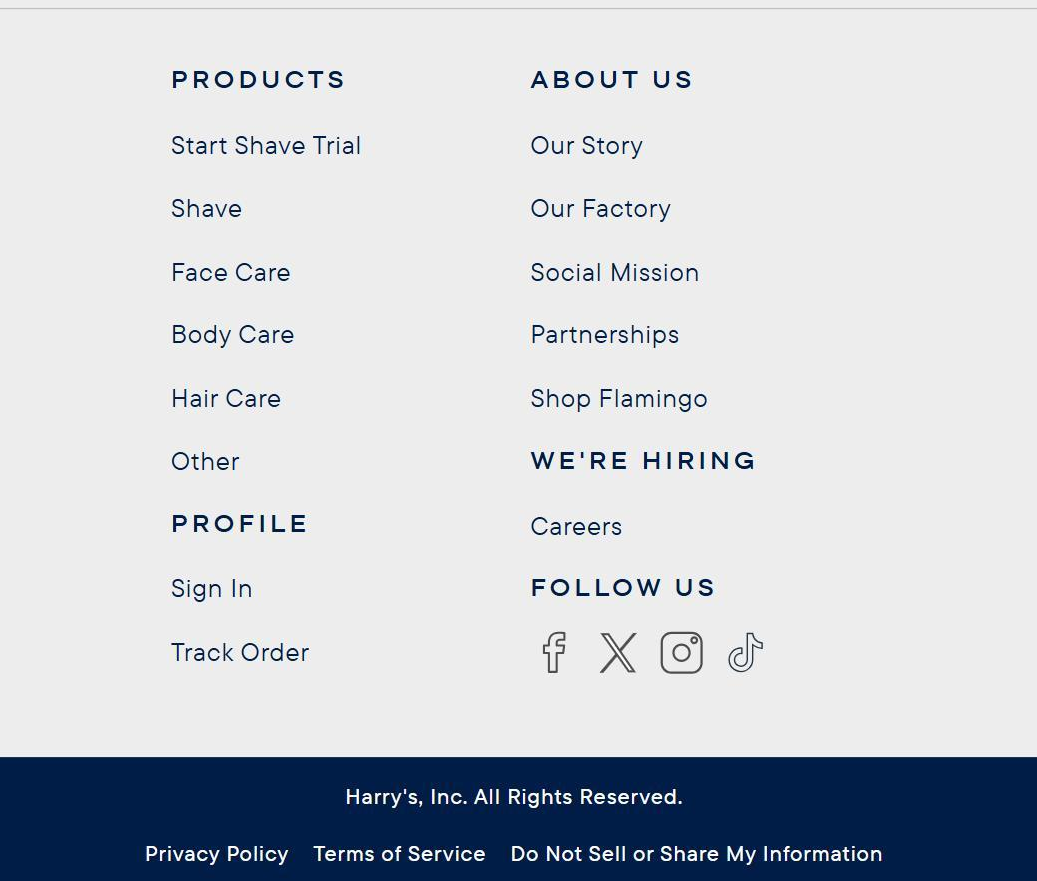 PRODUCTS
Start Shave Trial
Shave
Face Care
Body Care
Hair Care
Other
PROFILE
Sign In
Track Order
ABOUT US
Our Story
Our Factory
Social Mission
Partnerships
Shop Flamingo
WE'RE HIRING
Careers
FOLLOW US
Harry's, Inc. All Rights Reserved.
Privacy Policy Terms of Service Do Not Sell or Share My Information